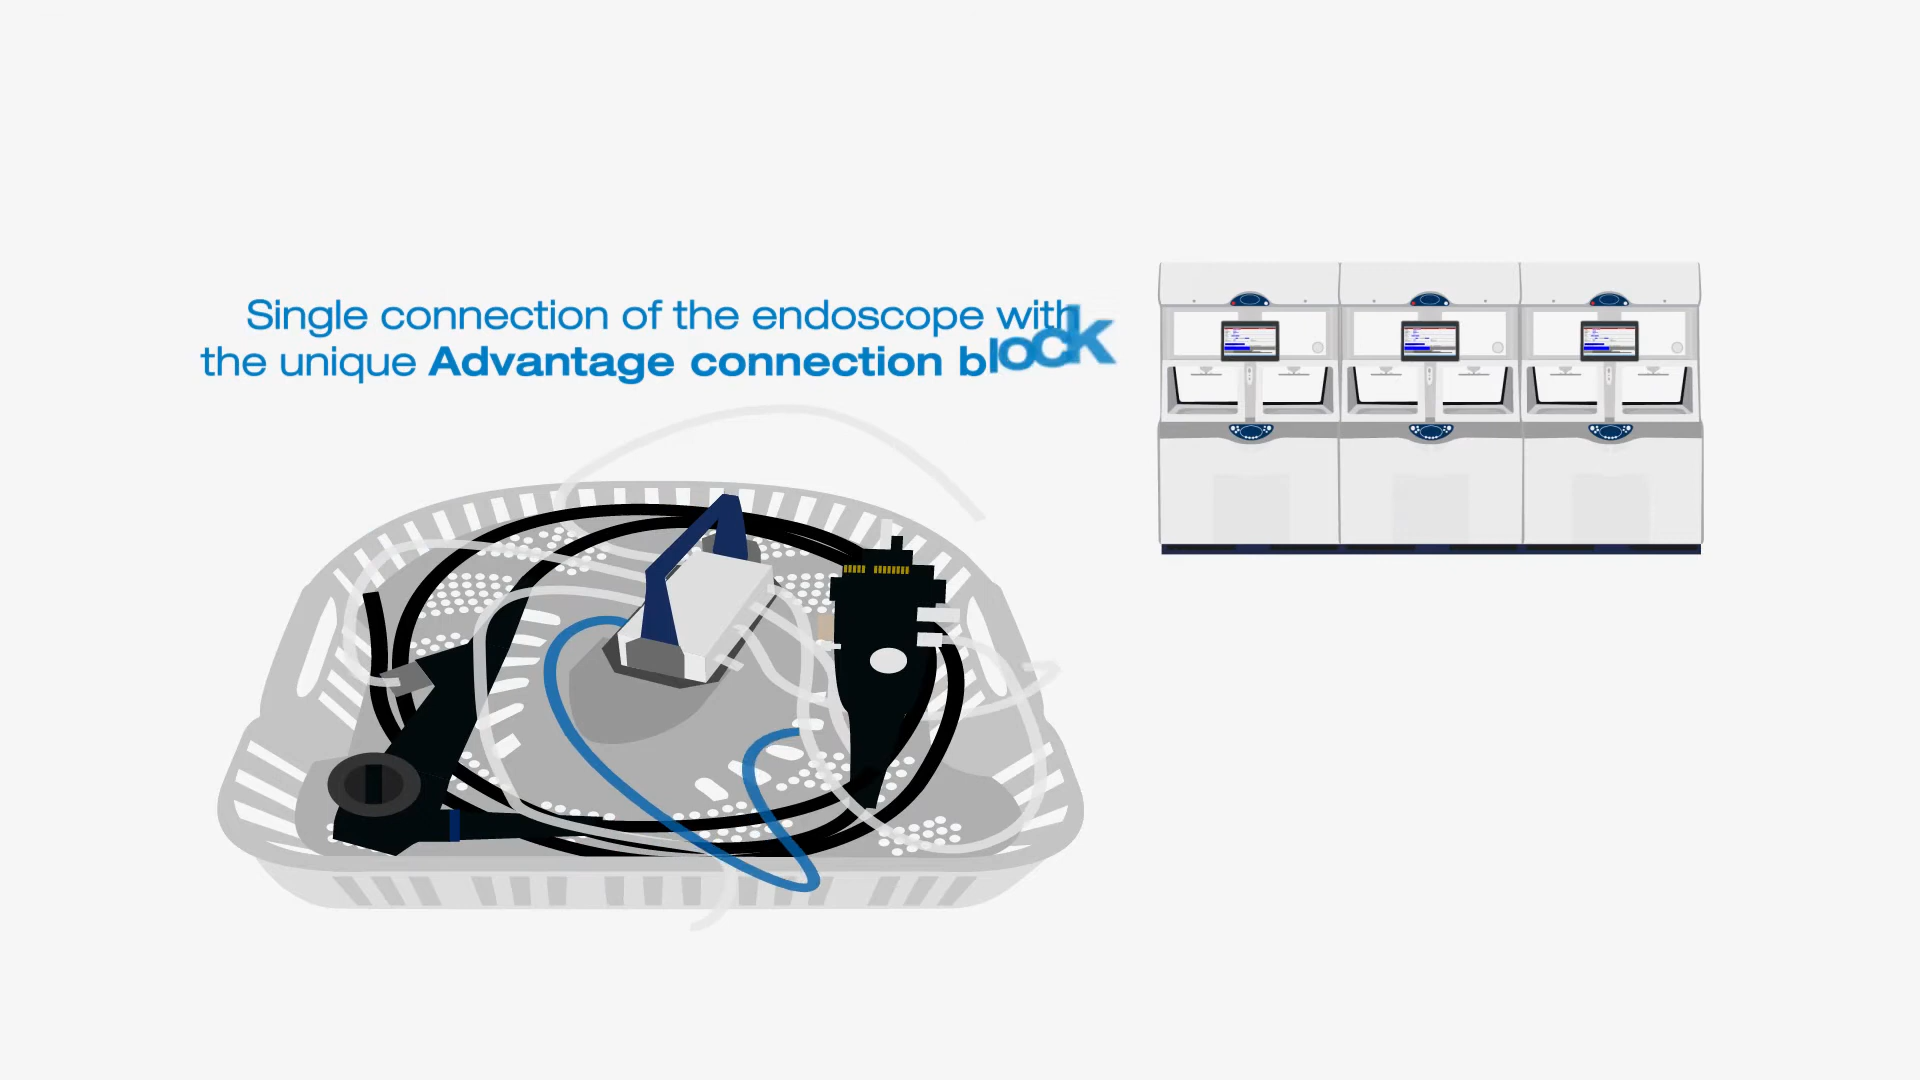 Single connection of the endoscope with
the unique Advantage connection block